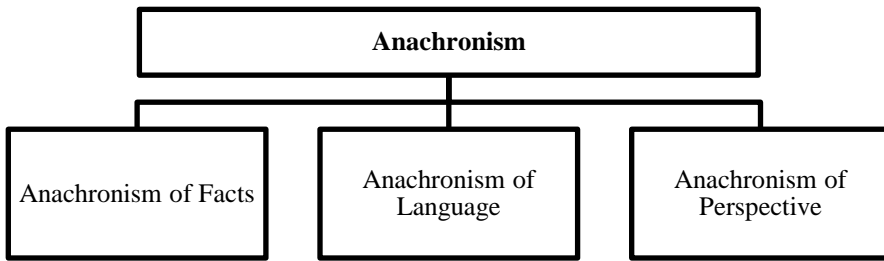 Anachronism
Anachronism of Facts
Anachronism of
Language
Anachronism of
Perspective